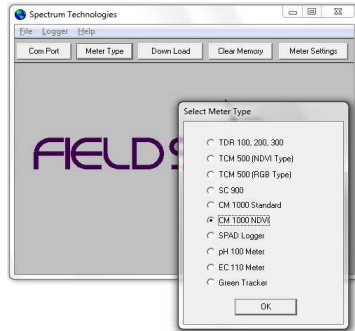 Spectrum Technologies
File Logger Help
Com Port Meter Type Down Load Clear Memory Meter Settings
FIELDS
Select Meter Type
TDR 100, 200, 300
TCM 500 (NDVI Type)
TCM 500 (RGB Type)
SC 900
CM 1000 Standard
CM 1000 NDVI
SPAD Logger
pH 100 Meter
EC 110 Meter
Green Tracker
OK